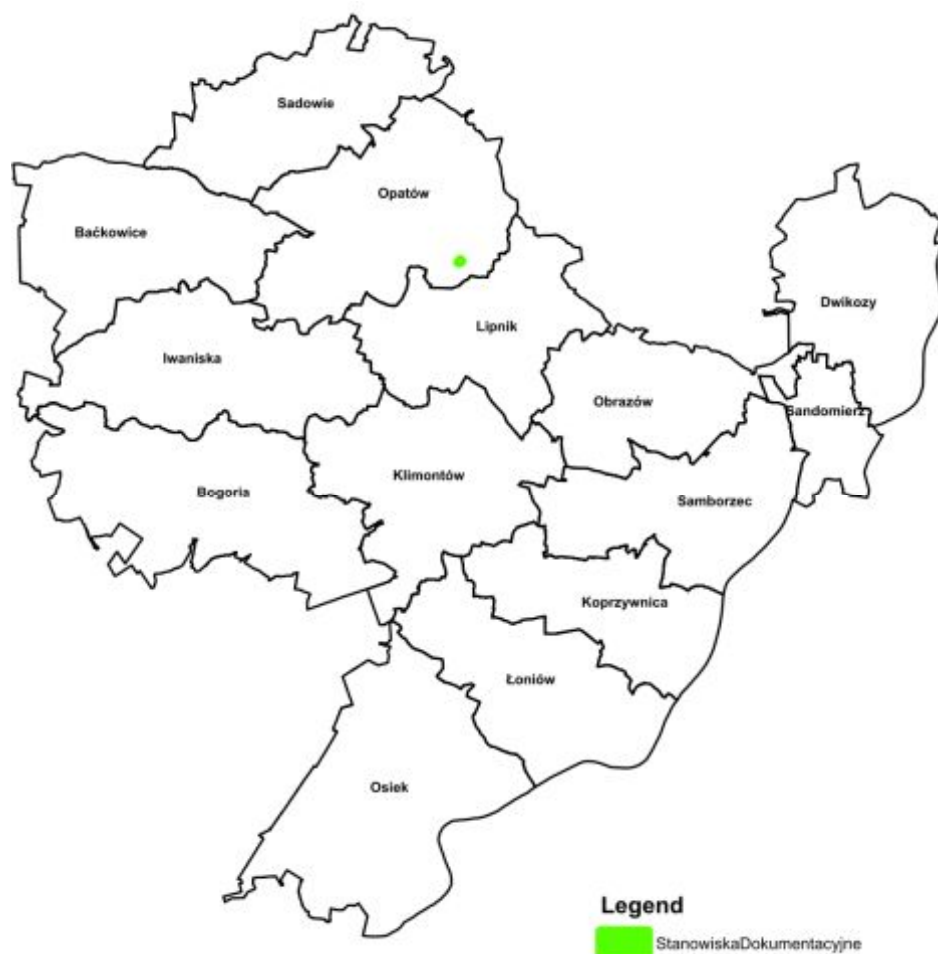 Sadowie
Opatów
Baćkowice
Dwikozy
Lipnik
Iwaniska
Obrazów
Sandomierz
Klimontów
Bogoria
Samborzec
Koprzywnica
Łoniów
Osiek
Legend
StanowiskaDokumentacyjne